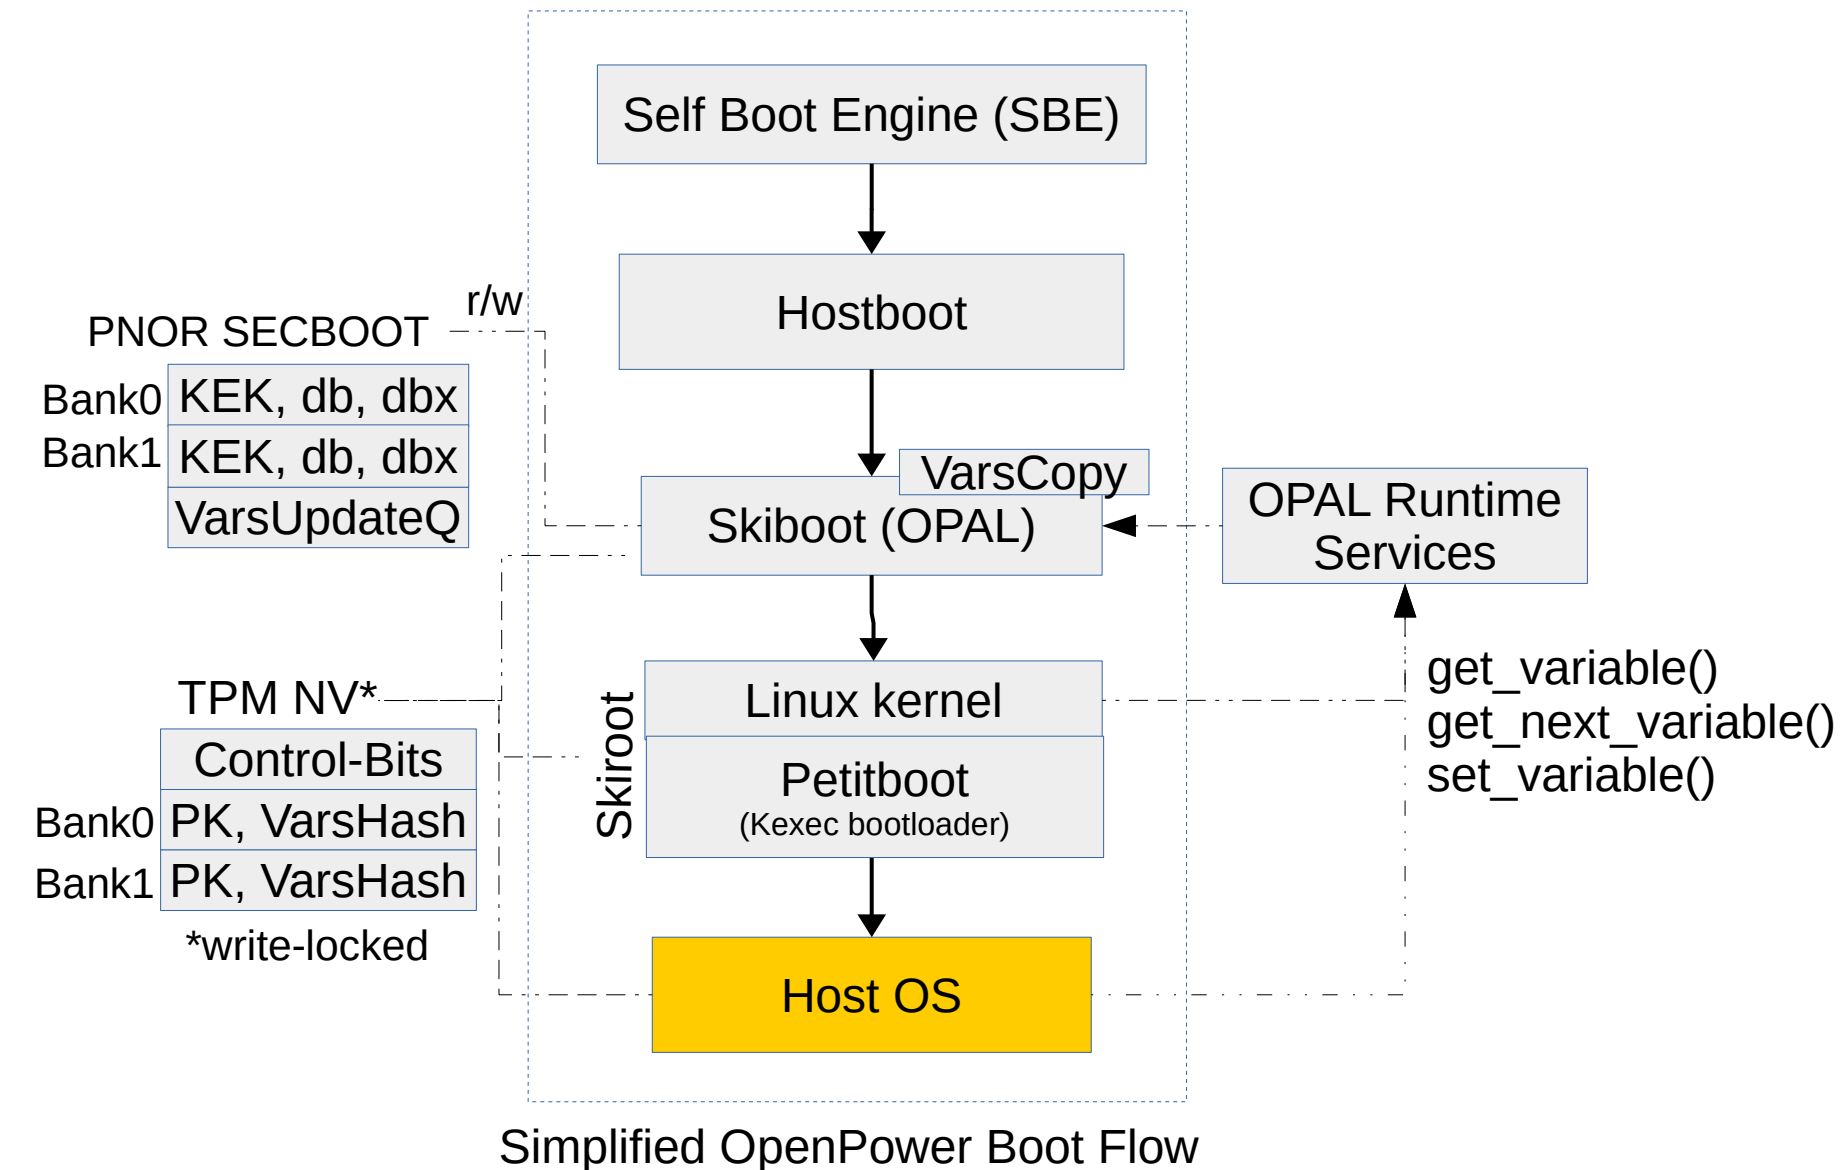 Self Boot Engine (SBE)
Hostboot
r/w
PNOR SECBOOT
Bank0 KEK, db, dbx
Bank1 KEK, db, dbx
VarsUpdateQ
VarsCopy
Skiboot (OPAL)
OPAL Runtime
Services
TPM NV*
Control-Bits
Bank0 PK, VarsHash
Bank1 PK, VarsHash
*write-locked
Skiroot
Linux kernel
Petitboot
(Kexec bootloader)
get_variable()
get_next_variable()
set_variable()
Host OS
Simplified OpenPower Boot Flow